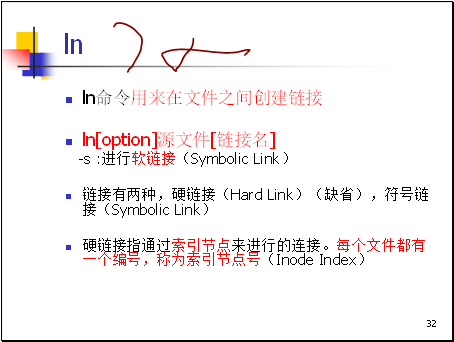 ln
ln命令用来在文件之间创建链接
ln[option]源文件[链接名]
-s :进行软链接（Symbolic Link）
链接有两种，硬链接（Hard Link）（缺省），符号链
接（Symbolic Link）
硬链接指通过索引节点来进行的连接。每个文件都有
一个编号，称为索引节点号（Inode Index）
32